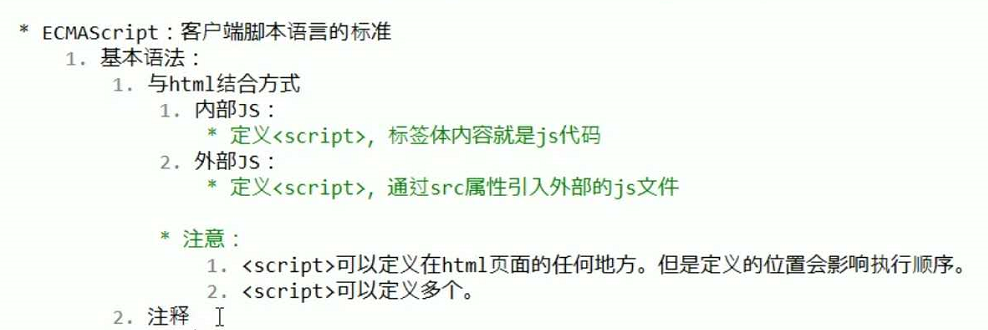 * ECMAScript：客户端脚本语言的标准
1. 基本语法：
1. 与html结合方式
1. 内部JS：
* 定义<script>，标签体内容就是js代码
2. 外部JS：
* 定义<script>，通过src属性引入外部的js文件
* 注意：
1. <script>可以定义在html页面的任何地方。但是定义的位置会影响执行顺序。
2. <script>可以定义多个。
2. 注释